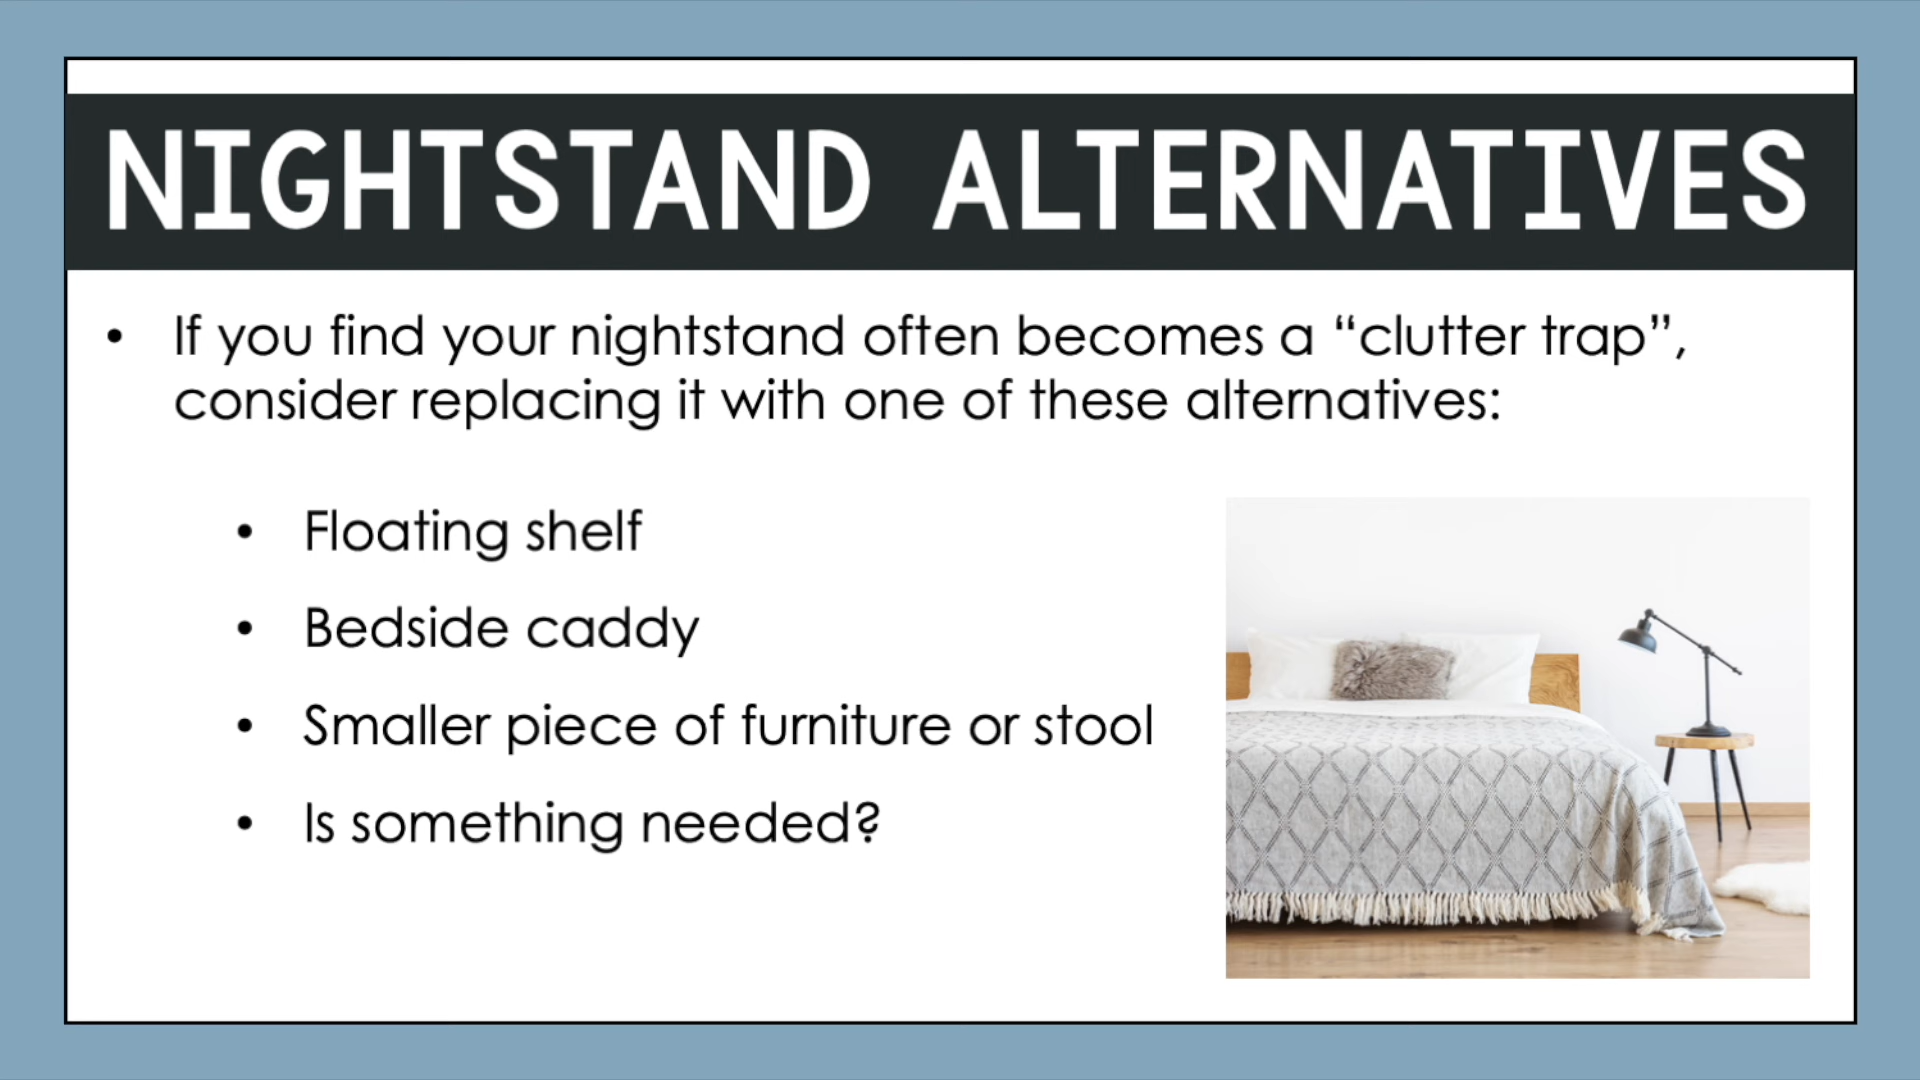 NIGHTSTAND ALTERNATIVES
• If you find your nightstand often becomes a “clutter trap”,
consider replacing it with one of these alternatives:
• Floating shelf
• Bedside caddy
• Smaller piece of furniture or stool
• Is something needed?